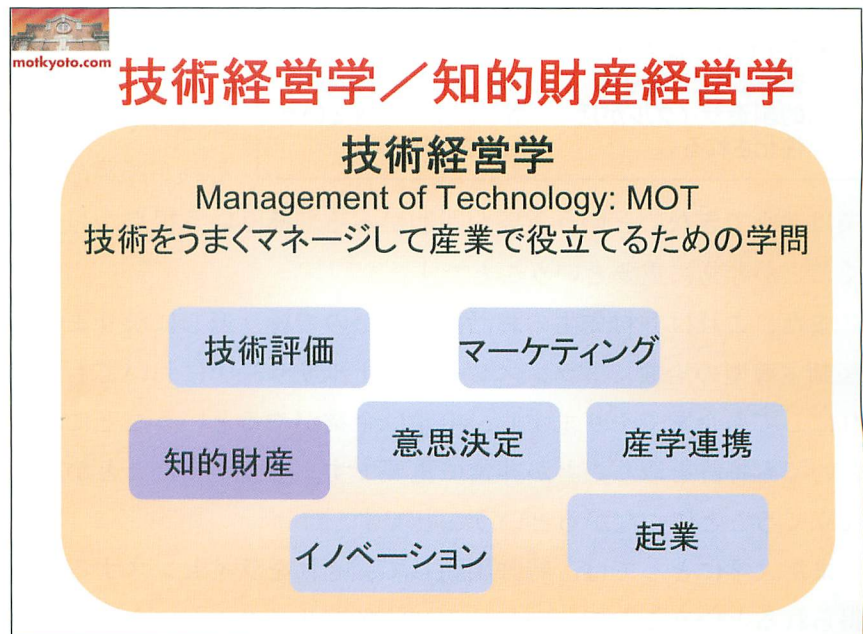 motkyoto.com
技術経営学／知的財産経営学
技術経営学
Management of Technology: MOT
技術をうまくマネージして産業で役立てるための学問
技術評価
マーケティング
知的財産
意思決定
産学連携
イノベーション
起業